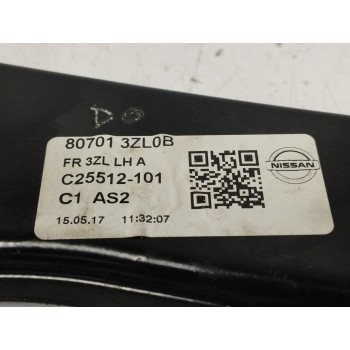 D O
80701 3ZL0B
FR 3ZL LH A
C25512-101
C1 AS2
15.05.17 11:32:07
NISSAN